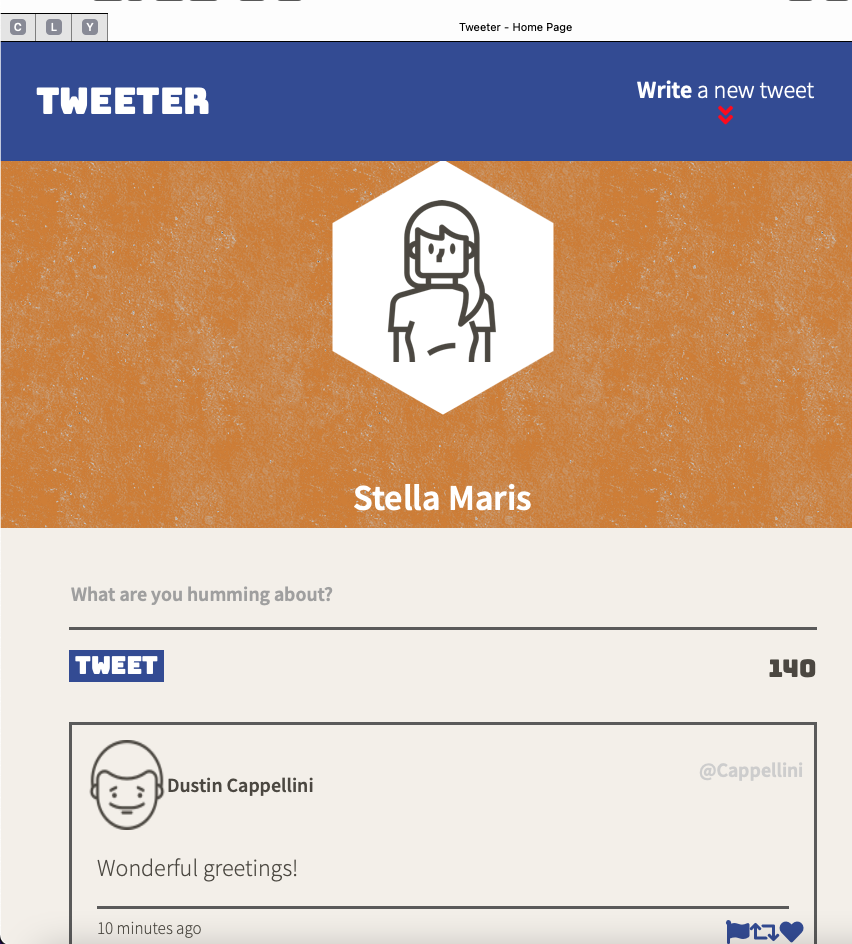 C L Y
Tweeter - Home Page
TWEETER
Write a new tweet
Stella Maris
What are you humming about?
TWEET
140
Dustin Cappellini
@Cappellini
Wonderful greetings!
10 minutes ago